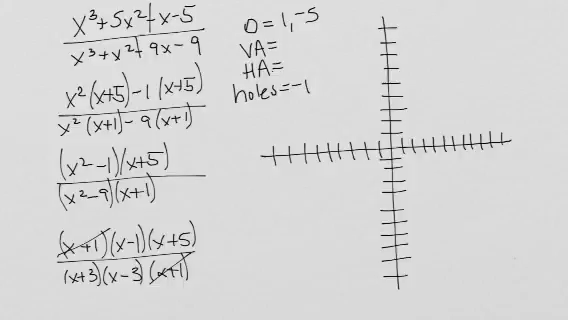 x³+5x²+x-5
x³+x²+9x-9
x²(x+5)-1(x+5)
x²(x+1)-9(x+1)
(x²-1)(x+5)
(x²-9)(x+1)
(x+1)(x-1)(x+5)
(x+3)(x-3)(x+1)
0=1,-5
VA=
HA=
holes=-1